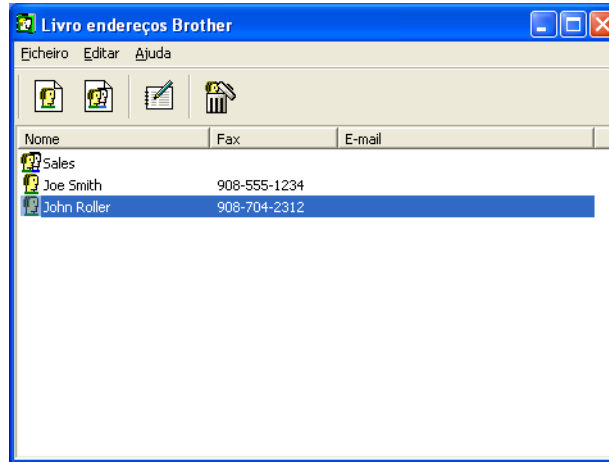 Livro endereços Brother
Ficheiro Editar Ajuda
Nome Fax E-mail
Sales
Joe Smith 908-555-1234
John Roller 908-704-2312